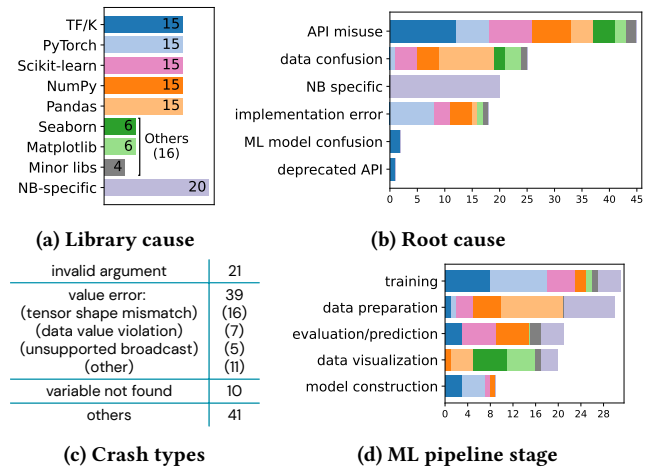 TF/K 15
PyTorch 15
Scikit-learn 15
NumPy 15
Pandas 15
Seaborn 6
Matplotlib 6
Minor libs 4
NB-specific 20
Others
(16)
(a) Library cause
API misuse
data confusion
NB specific
implementation error
ML model confusion
deprecated API
0 5 10 15 20 25 30 35 40 45
(b) Root cause
invalid argument 21
value error: 39
(tensor shape mismatch) (16)
(data value violation) (7)
(unsupported broadcast) (5)
(other) (11)
variable not found 10
others 41
(c) Crash types
training
data preparation
evaluation/prediction
data visualization
model construction
0 4 8 12 16 20 24 28
(d) ML pipeline stage